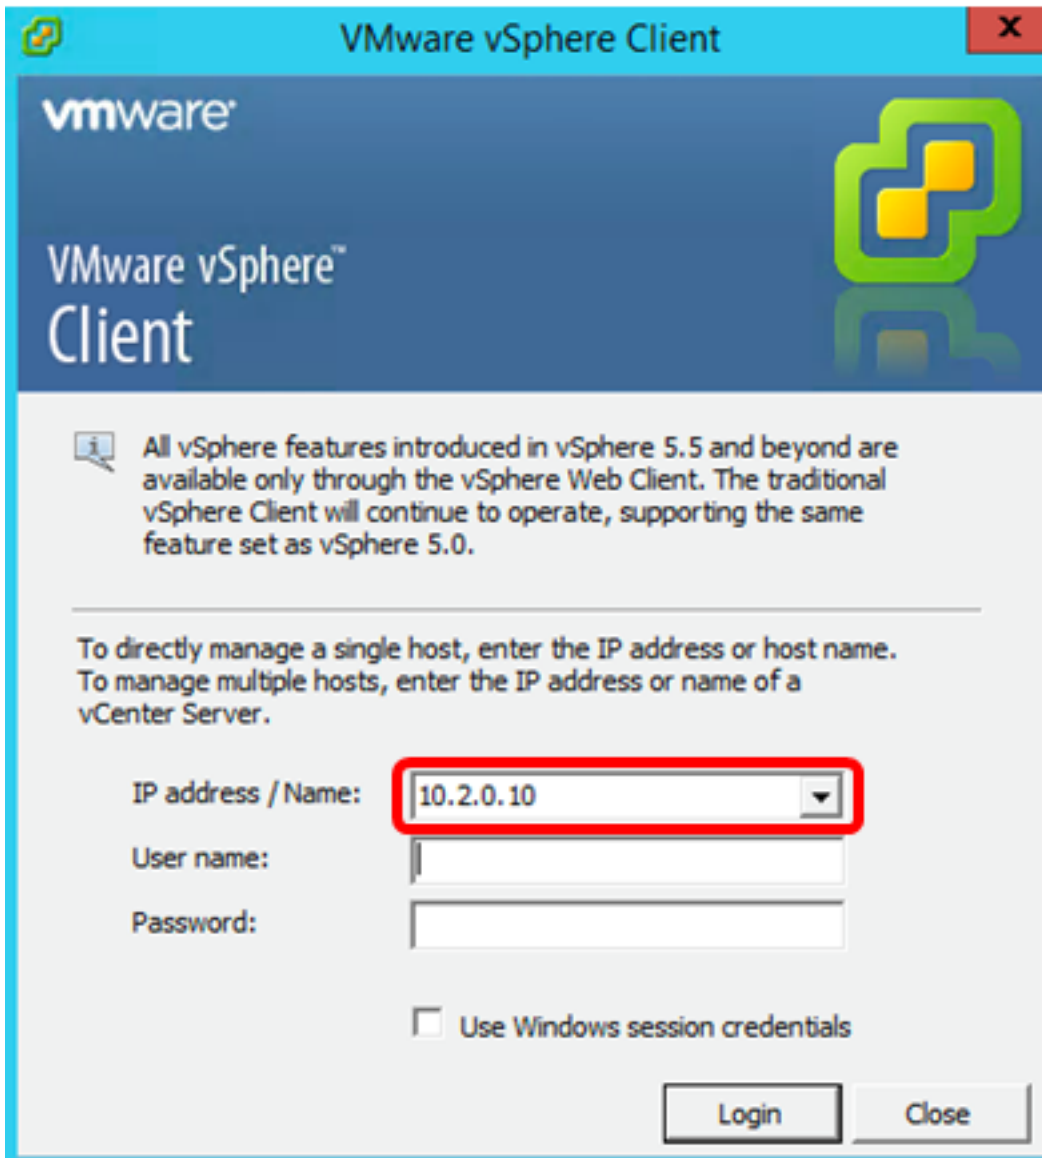 VMware vSphere Client
x
vmware
VMware vSphere™
Client
All vSphere features introduced in vSphere 5.5 and beyond are
available only through the vSphere Web Client. The traditional
vSphere Client will continue to operate, supporting the same
feature set as vSphere 5.0.
To directly manage a single host, enter the IP address or host name.
To manage multiple hosts, enter the IP address or name of a
vCenter Server.
IP address / Name: 10.2.0.10
User name:
Password:
Use Windows session credentials
Login Close